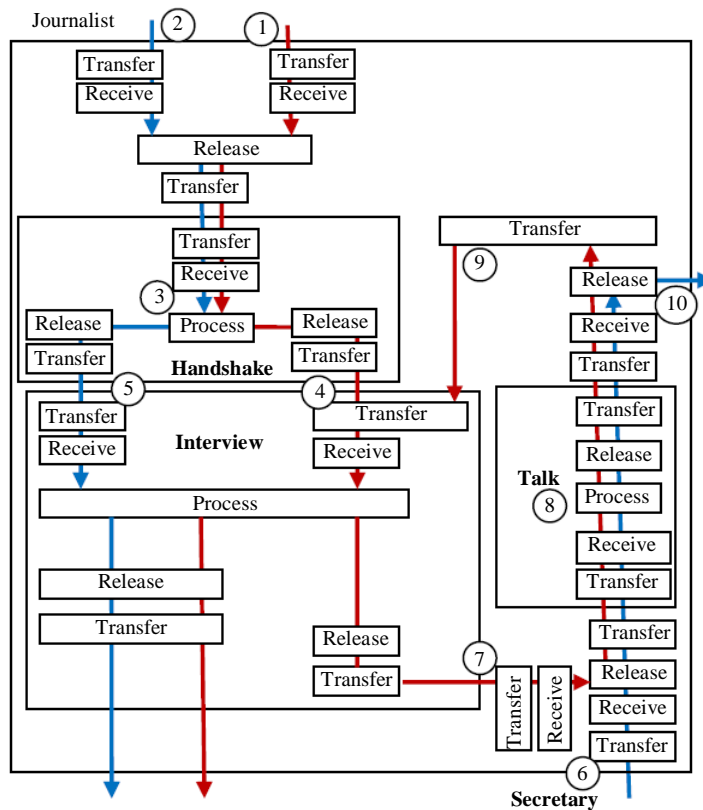 Journalist
2
1
Transfer
Transfer
Receive
Receive
Release
Transfer
Transfer
Transfer
Receive
9
Release
3
10
Release
Process
Release
Receive
Transfer
Transfer
Transfer
Handshake
5
4
Transfer
Transfer
Transfer
Interview
Receive
Receive
Release
Talk
Process
8
Process
Receive
Release
Transfer
Transfer
Transfer
Release
7
Transfer
Release
Transfer
Receive
Receive
Transfer
6
Secretary